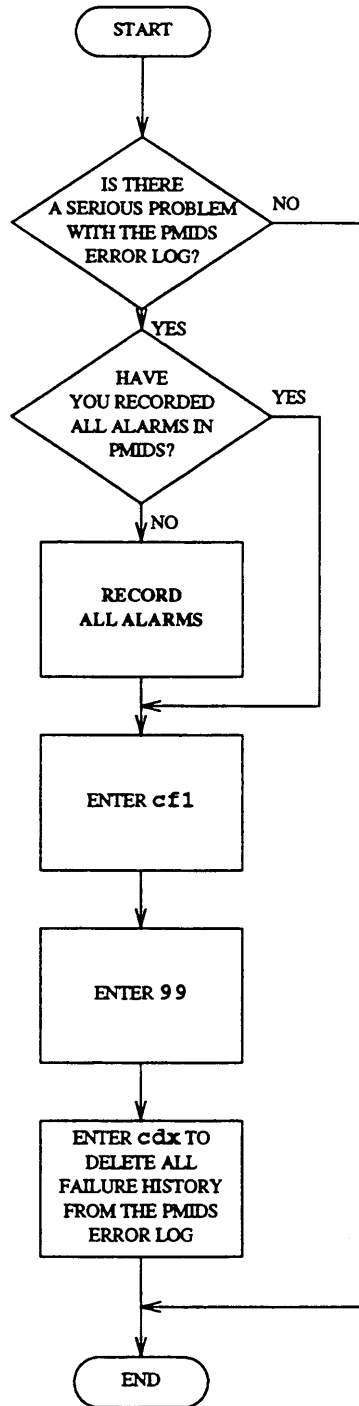 START
IS THERE
A SERIOUS PROBLEM
WITH THE PMIDS
ERROR LOG?
NO
YES
HAVE
YOU RECORDED
ALL ALARMS IN
PMIDS?
YES
NO
RECORD
ALL ALARMS
ENTER cf1
ENTER 99
ENTER cdx TO
DELETE ALL
FAILURE HISTORY
FROM THE PMIDS
ERROR LOG
END